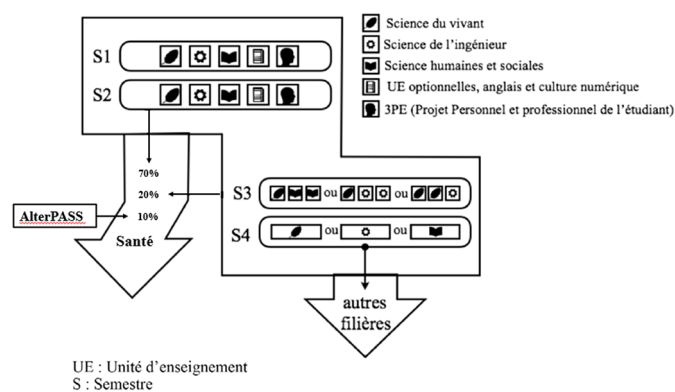 Science du vivant
Science de l'ingénieur
Science humaines et sociales
UE optionnelles, anglais et culture numérique
3PE (Projet Personnel et professionnel de l'étudiant)
S1
S2
70%
20%
10%
AlterPASS
Santé
S3
ou
ou
S4
ou
ou
autres
filières
UE : Unité d'enseignement
S : Semestre